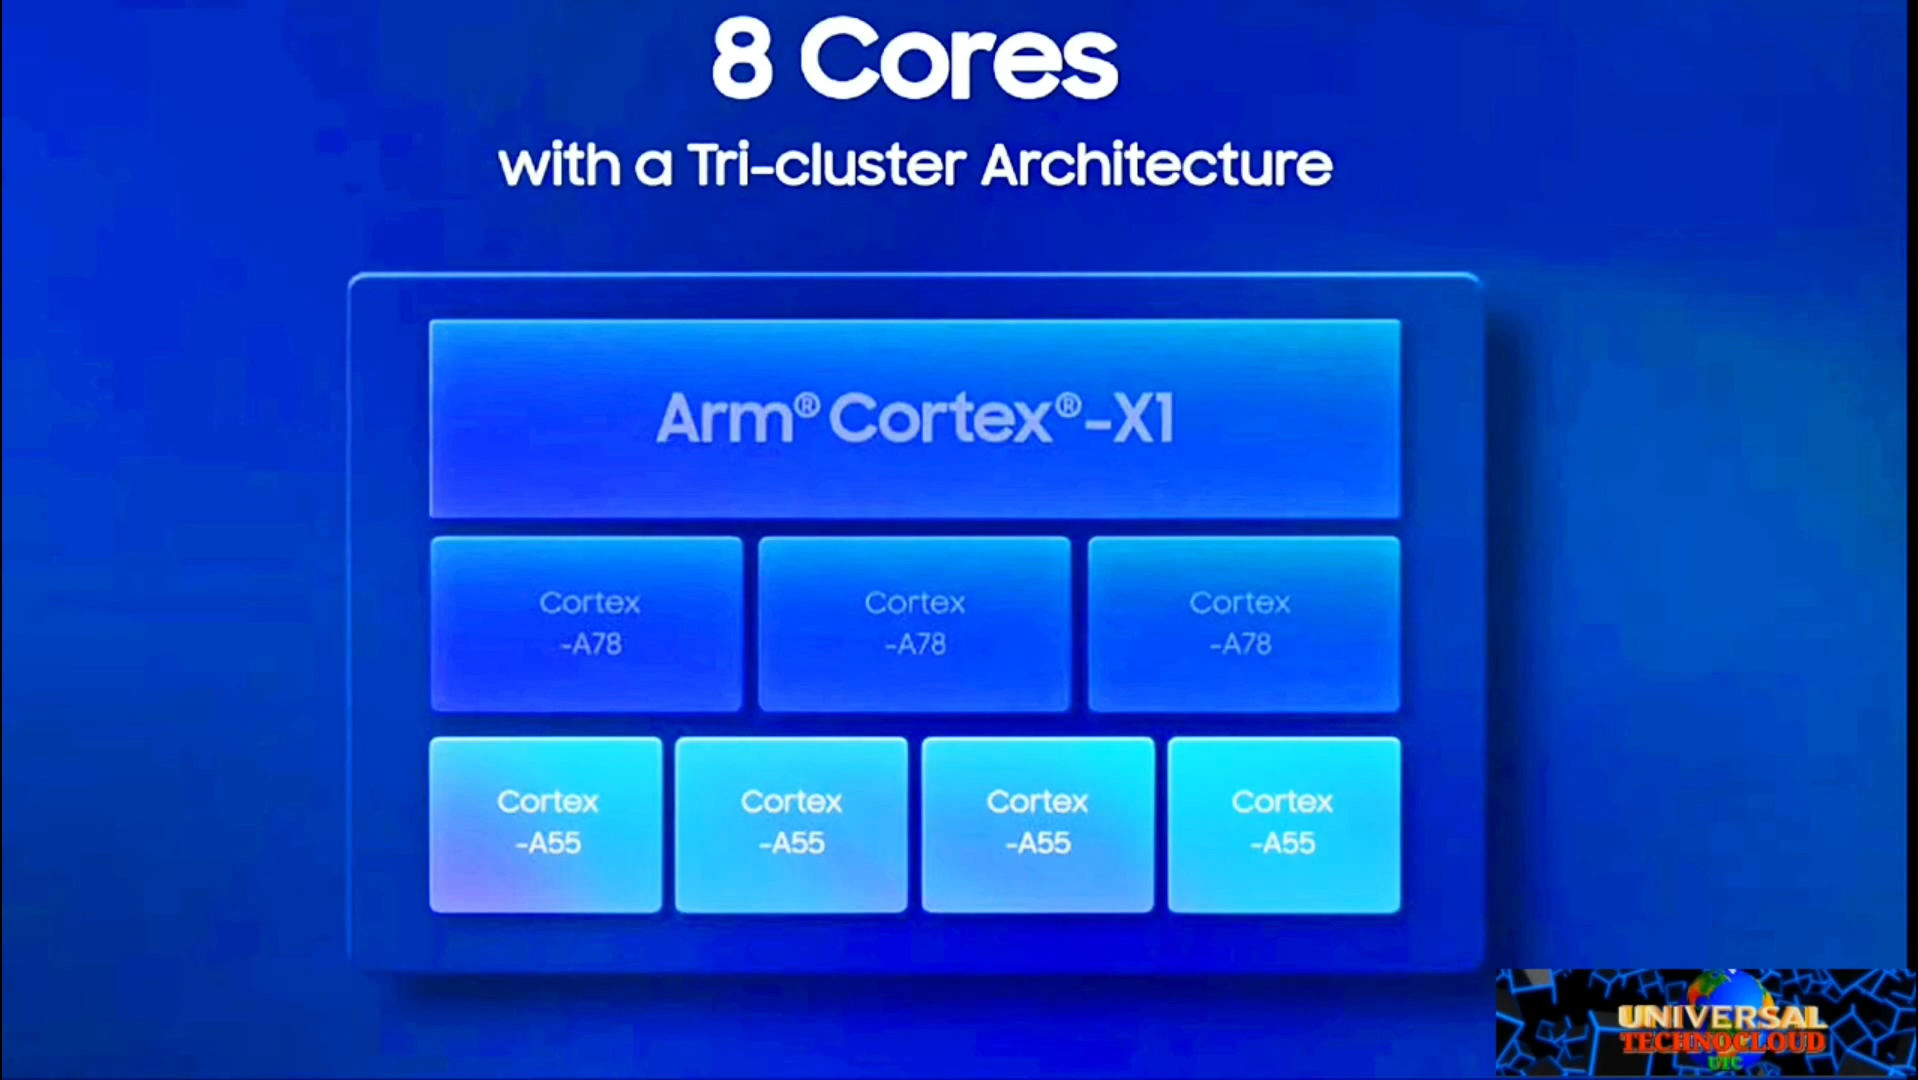 8 Cores
with a Tri-cluster Architecture
Arm® Cortex®-X1
Cortex
-A78
Cortex
-A78
Cortex
-A78
Cortex
-A55
Cortex
-A55
Cortex
-A55
Cortex
-A55
UNIVERSAL
TECHNOCLOUD
UTC